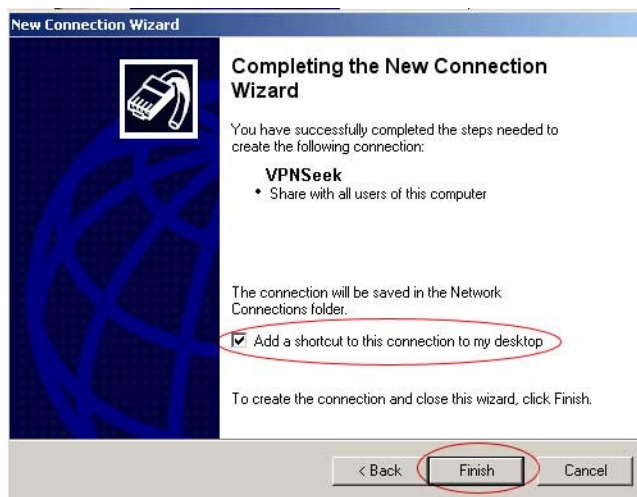 New Connection Wizard
Completing the New Connection
Wizard
You have successfully completed the steps needed to
create the following connection:
VPNSeek
• Share with all users of this computer
The connection will be saved in the Network
Connections folder.
Add a shortcut to this connection to my desktop
To create the connection and close this wizard, click Finish.
< Back Finish Cancel